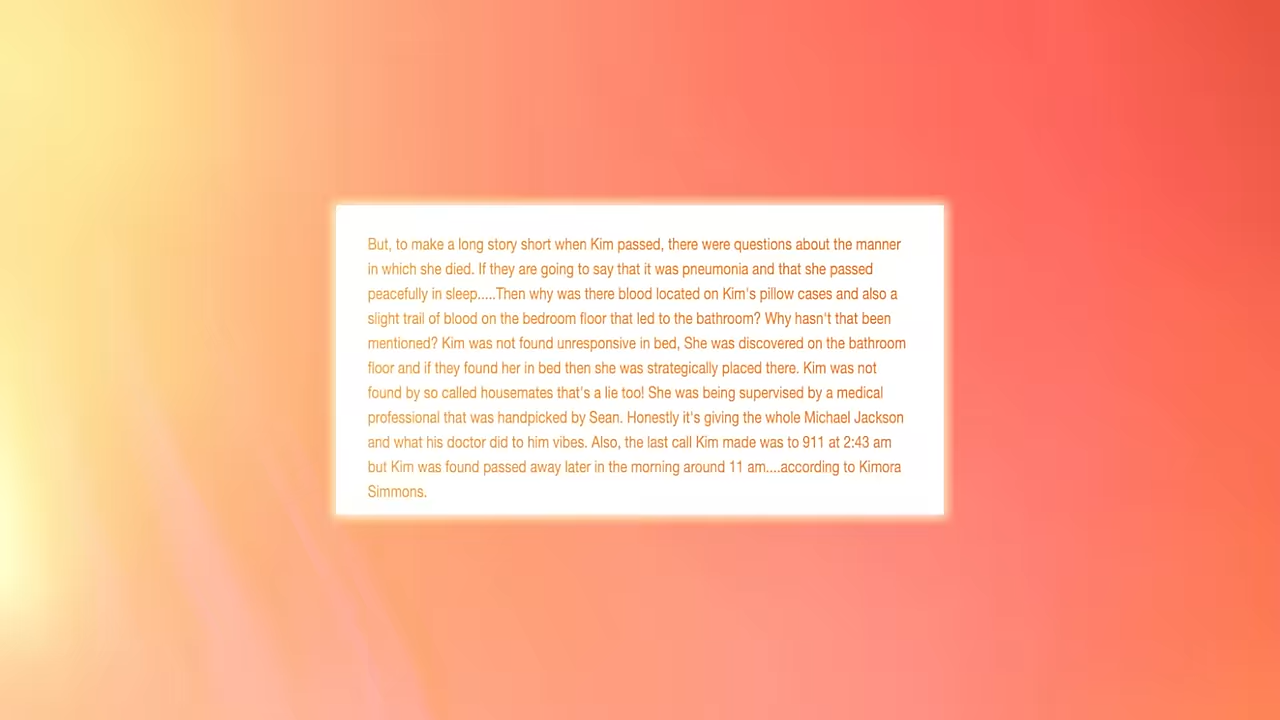 But, to make a long story short when Kim passed, there were questions about the manner
in which she died. If they are going to say that it was pneumonia and that she passed
peacefully in sleep.....Then why was there blood located on Kim's pillow cases and also a
slight trail of blood on the bedroom floor that led to the bathroom? Why hasn't that been
mentioned? Kim was not found unresponsive in bed, She was discovered on the bathroom
floor and if they found her in bed then she was strategically placed there. Kim was not
found by so called housemates that's a lie too! She was being supervised by a medical
professional that was handpicked by Sean. Honestly it's giving the whole Michael Jackson
and what his doctor did to him vibes. Also, the last call Kim made was to 911 at 2:43 am
but Kim was found passed away later in the morning around 11 am....according to Kimora
Simmons.